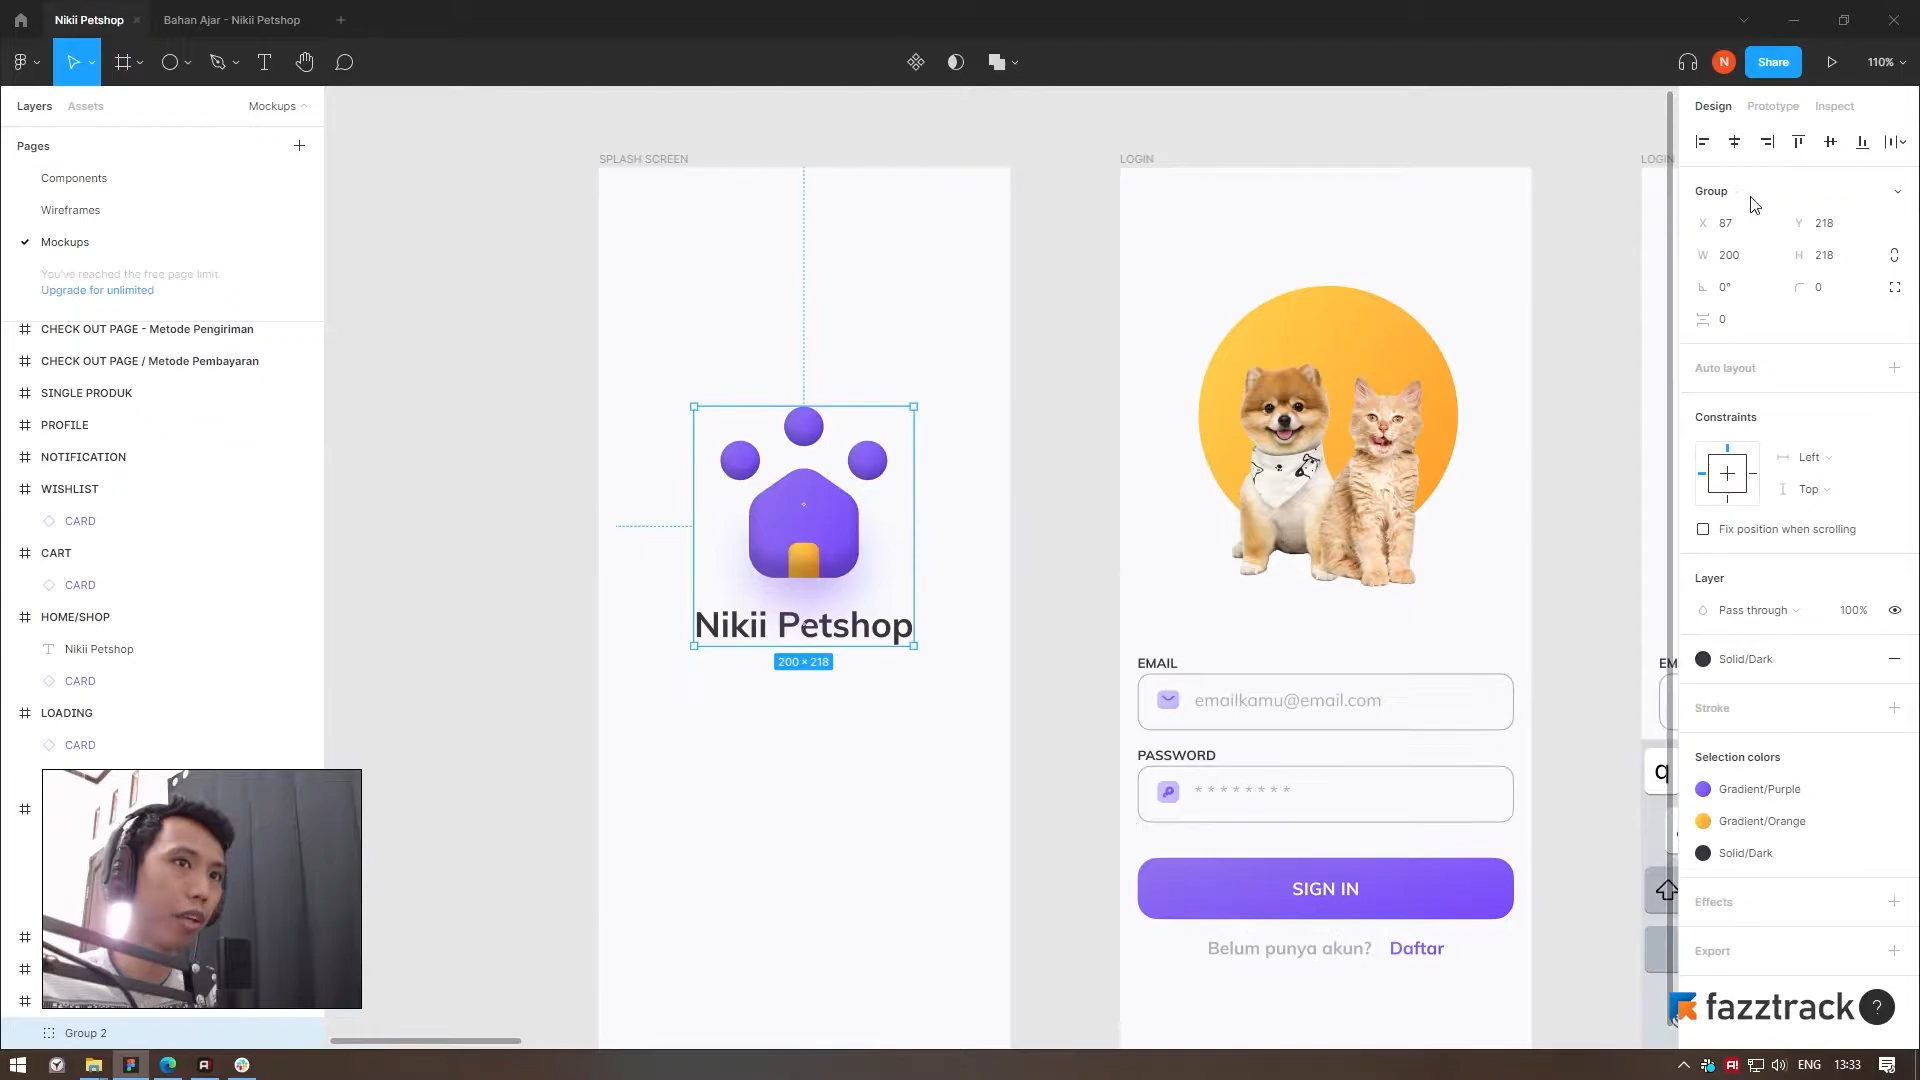 Nikii Petshop
Bahan Ajar - Nikii Petshop
N
Share
110%
Layers
Assets
Mockups
Pages
Components
Wireframes
Mockups
You've reached the free page limit.
Upgrade for unlimited
CHECK OUT PAGE - Metode Pengiriman
CHECK OUT PAGE / Metode Pembayaran
SINGLE PRODUK
PROFILE
NOTIFICATION
WISHLIST
CARD
CART
CARD
HOME/SHOP
Nikii Petshop
CARD
LOADING
CARD
Group 2
SPLASH SCREEN
Nikii Petshop
200 × 218
LOGIN
EMAIL
emailkamu@email.com
PASSWORD
* * * * * * * *
SIGN IN
Belum punya akun? Daftar
LOGIN
EM
q
Design
Prototype
Inspect
Group
X 87
Y 218
W 200
H 218
0°
0
0
Auto layout
Constraints
Left
Top
Fix position when scrolling
Layer
Pass through
100%
Solid/Dark
Stroke
Selection colors
Gradient/Purple
Gradient/Orange
Solid/Dark
Effects
Export
fazztrack
?
ENG
13:33